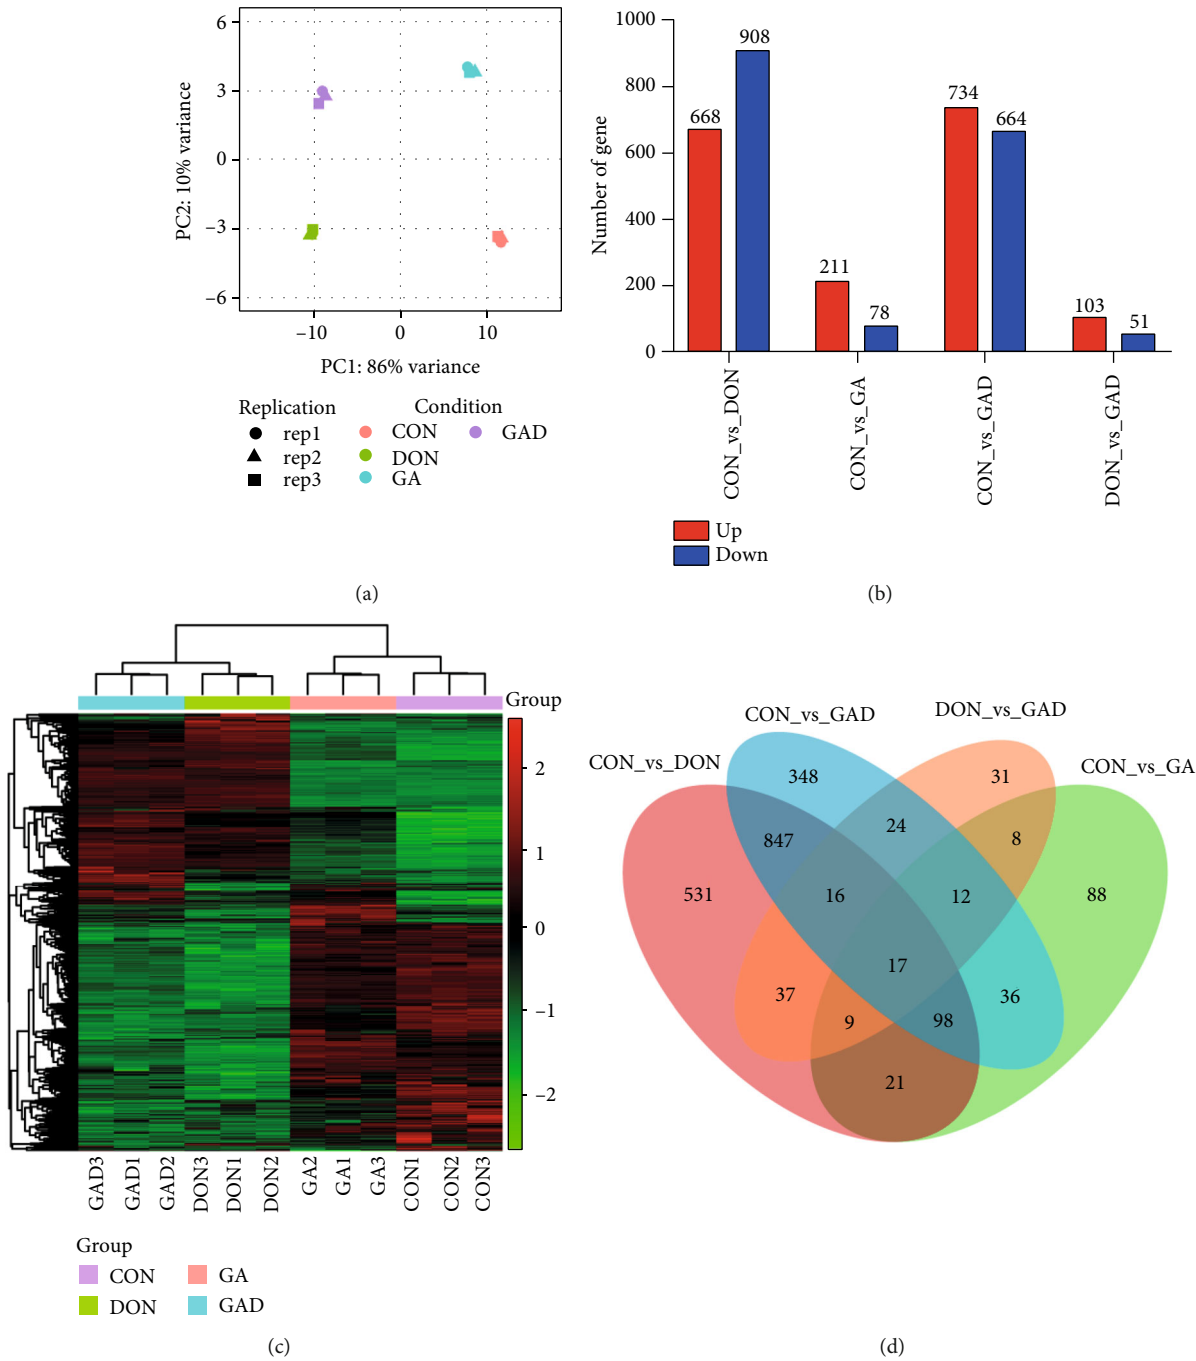 6
3
0
−3
−6
PC2: 10% variance
−10 0 10
PC1: 86% variance
Replication Condition
rep1 CON GAD
rep2 DON
rep3 GA
(a)
1000
800
600
400
200
0
Number of gene
668 908
211 78
734 664
103 51
CON_vs_DON
CON_vs_GA
CON_vs_GAD
DON_vs_GAD
Up
Down
(b)
Group
2
1
0
−1
−2
GAD3 GAD1 GAD2 DON3 DON1 DON2 GA2 GA1 GA3 CON1 CON2 CON3
Group
CON GA
DON GAD
(c)
CON_vs_GAD DON_vs_GAD
CON_vs_DON CON_vs_GA
348 31
847 24 8
531 16 12 88
17
37 9 98 36
21
(d)